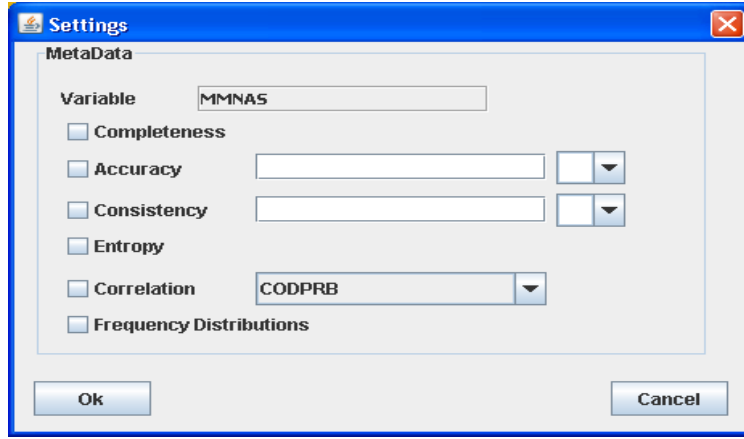 Settings
MetaData
Variable MMNAS
Completeness
Accuracy
Consistency
Entropy
Correlation CODPRB
Frequency Distributions
Ok Cancel